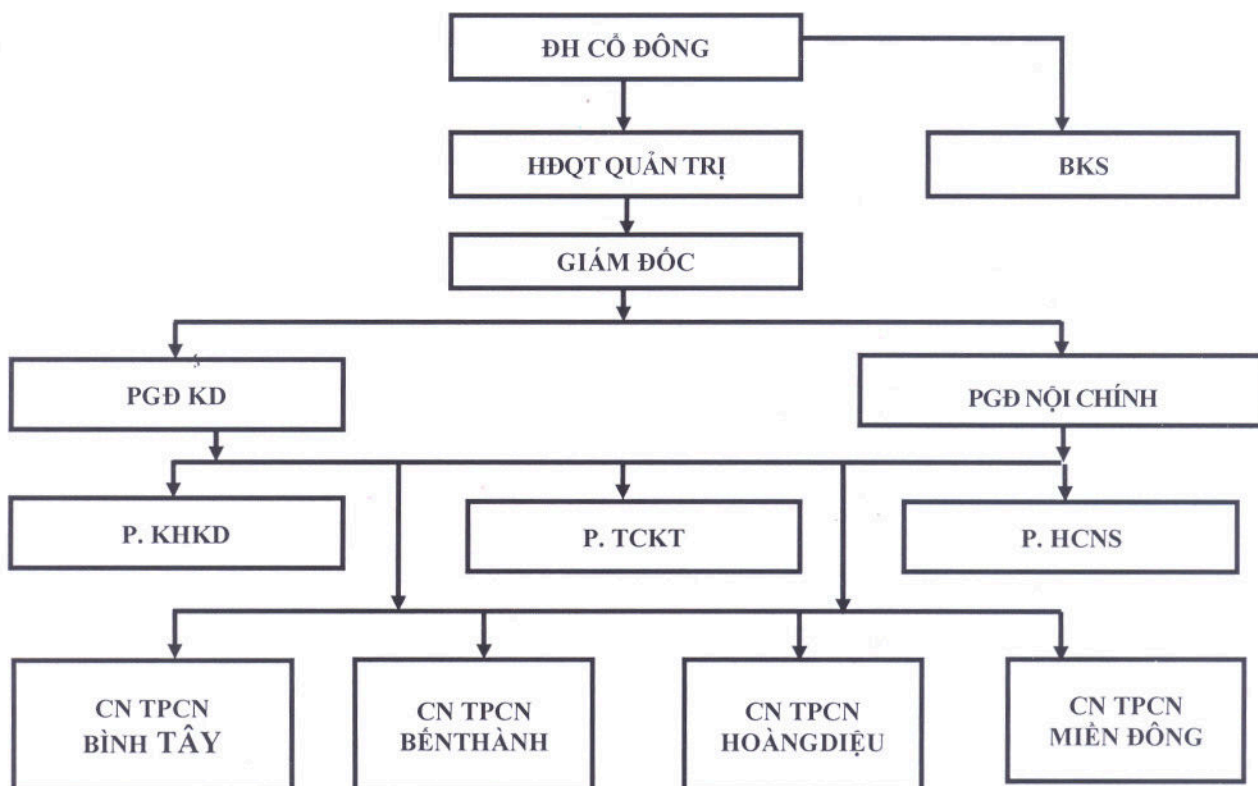 ĐH CỔ ĐÔNG
HĐQT QUẢN TRỊ
BKS
GIÁM ĐỐC
PGĐ KD
PGĐ NỘI CHÍNH
P. KHKD
P. TCKT
P. HCNS
CN TPCN
BÌNH TÂY
CN TPCN
BẾNTHÀNH
CN TPCN
HOÀNGDIỆU
CN TPCN
MIỀN ĐÔNG